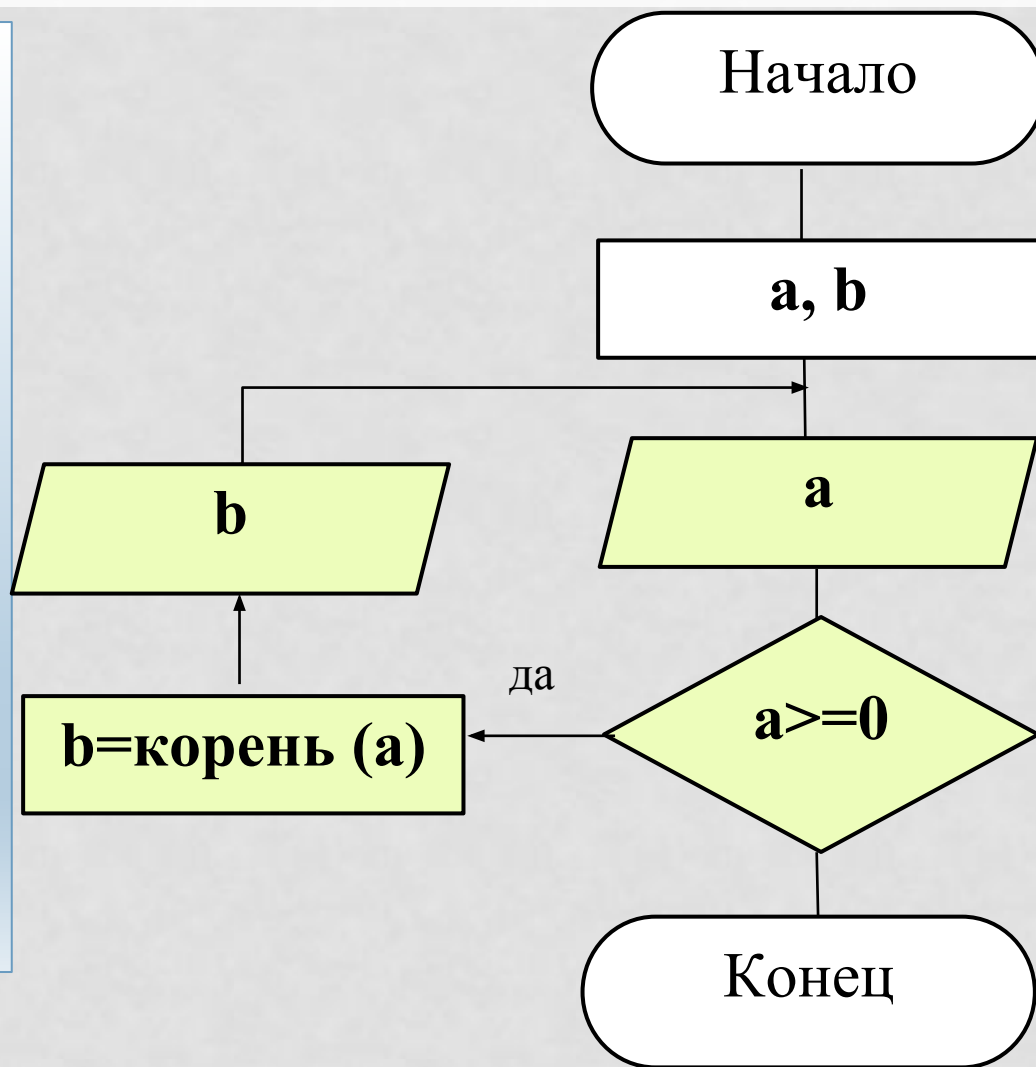 Начало
a, b
a
b
да
a>=0
b=корень (a)
Конец